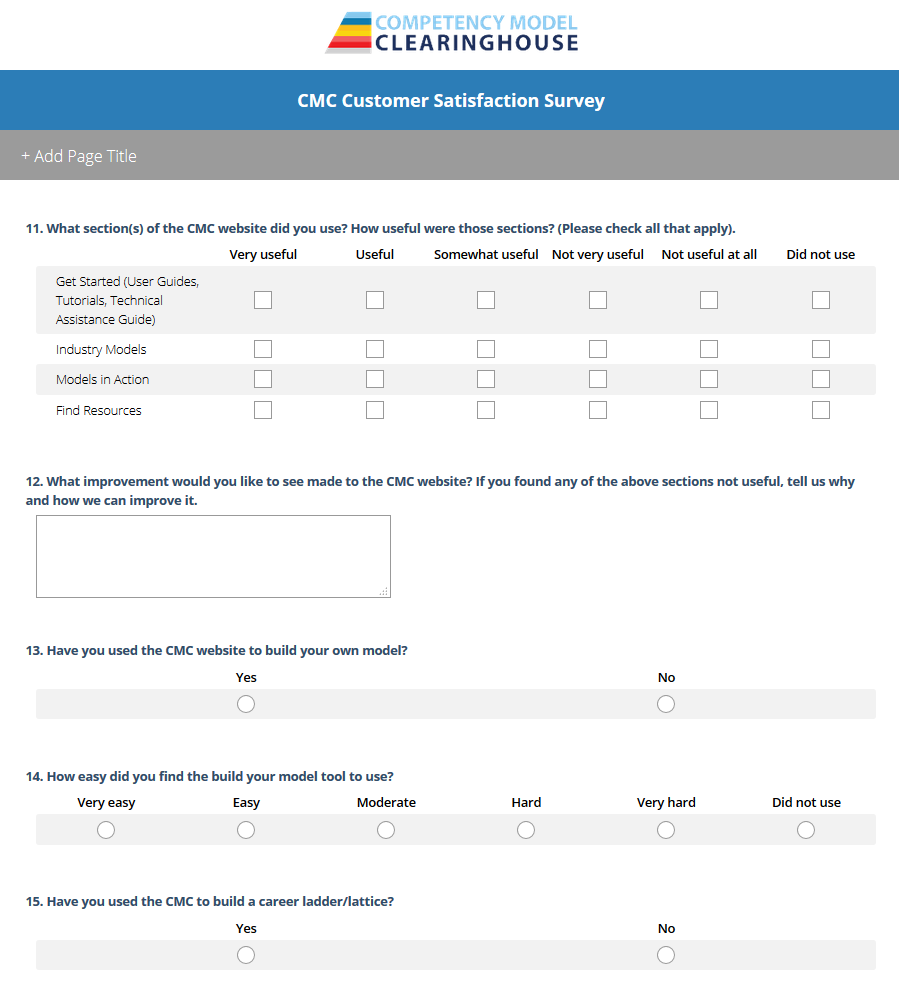 COMPETENCY MODEL
CLEARINGHOUSE
CMC Customer Satisfaction Survey
+ Add Page Title
11. What section(s) of the CMC website did you use? How useful were those sections? (Please check all that apply).
Very useful Useful Somewhat useful Not very useful Not useful at all Did not use
Get Started (User Guides,
Tutorials, Technical
Assistance Guide)
Industry Models
Models in Action
Find Resources
12. What improvement would you like to see made to the CMC website? If you found any of the above sections not useful, tell us why
and how we can improve it.
13. Have you used the CMC website to build your own model?
Yes No
14. How easy did you find the build your model tool to use?
Very easy Easy Moderate Hard Very hard Did not use
15. Have you used the CMC to build a career ladder/lattice?
Yes No